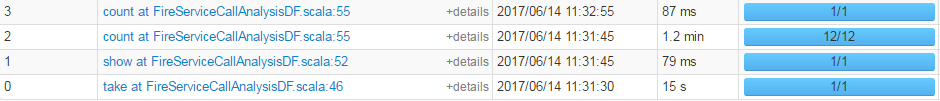 3 count at FireServiceCallAnalysisDF.scala:55 +details 2017/06/14 11:32:55 87 ms 1/1
2 count at FireServiceCallAnalysisDF.scala:55 +details 2017/06/14 11:31:45 1.2 min 12/12
1 show at FireServiceCallAnalysisDF.scala:52 +details 2017/06/14 11:31:45 79 ms 1/1
0 take at FireServiceCallAnalysisDF.scala:46 +details 2017/06/14 11:31:30 15 s 1/1